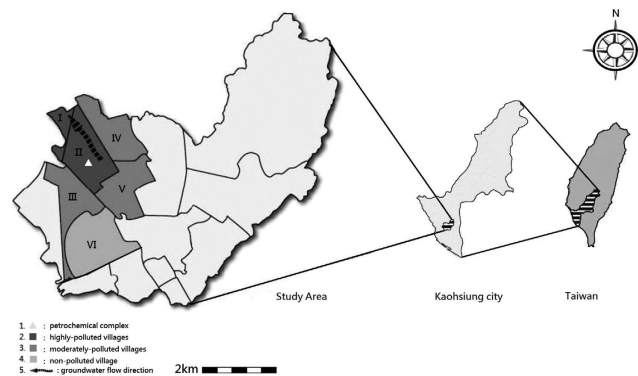 N
I
II
IV
III
V
VI
Study Area
Kaohsiung city
Taiwan
1. : petrochemical complex
2. : highly-polluted villages
3. : moderately-polluted villages
4. : non-polluted village
5. : groundwater flow direction
2km